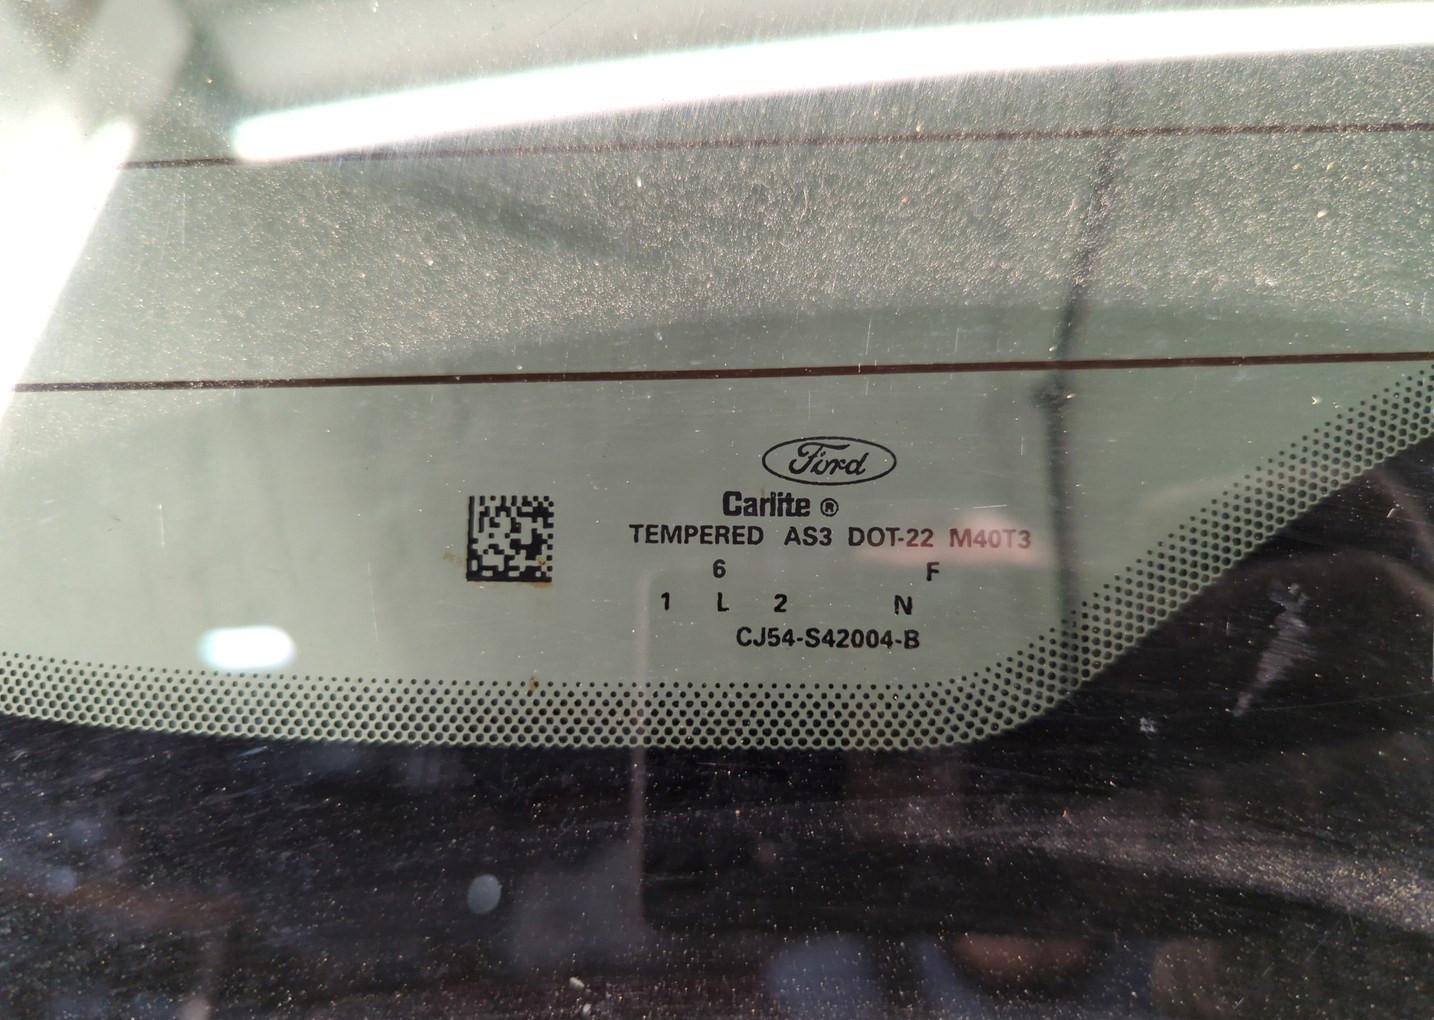 Ford
Carlite ®
TEMPERED AS3 DOT-22 M40T3
6 F
1 L 2 N
CJ54-S42004-B